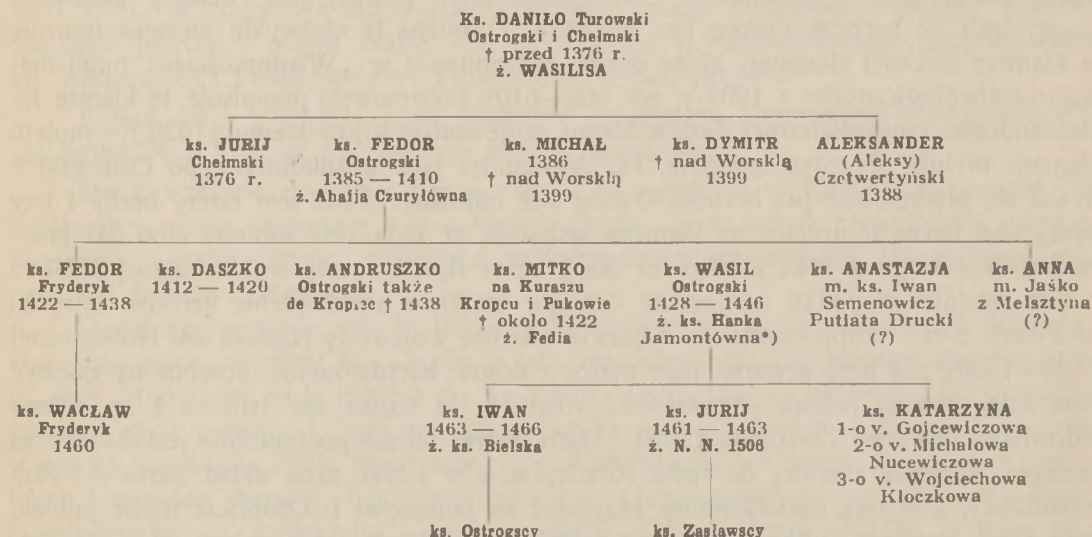 Ks. DANIŁO Turowski
Ostrogski i Chełmski
† przed 1376 r.
ż. WASILISA
ks. JURIJ
Chełmski
1376 r.
ks. FEDOR
Ostrogski
1385 — 1410
ż. Ahafja Czuryłówna
ks. MICHAŁ
1386
† nad Worsklą
1399
ks. DYMITR
† nad Worsklą
1399
ALEKSANDER
(Aleksy)
Czetwertyński
1388
ks. FEDOR
Fryderyk
1422 — 1438
ks. DASZKO
1412 — 1420
ks. ANDRUSZKO
Ostrogski także
de Kropecz † 1438
ks. MITKO
na Kuraszu
Kropcu i Pukowie
† około 1422
ż. Fedia
ks. WASIL
Ostrogski
1428 — 1446
ż. ks. Hanka
Jamontówna*)
ks. ANASTAZJA
m. ks. Iwan
Semenowicz
Putiata Drucki
(?)
ks. ANNA
m. Jaśko
z Melsztyna
(?)
ks. WACŁAW
Fryderyk
1460
ks. IWAN
1463 — 1466
ż. ks. Bielska
ks. JURIJ
1461 — 1463
ż. N. N. 1506
ks. KATARZYNA
1-o v. Gojcewiczowa
2-o v. Michałowa
Nucewiczowa
3-o v. Wojciechowa
Kłoczkowa
ks. Ostrogscy
ks. Zasławscy